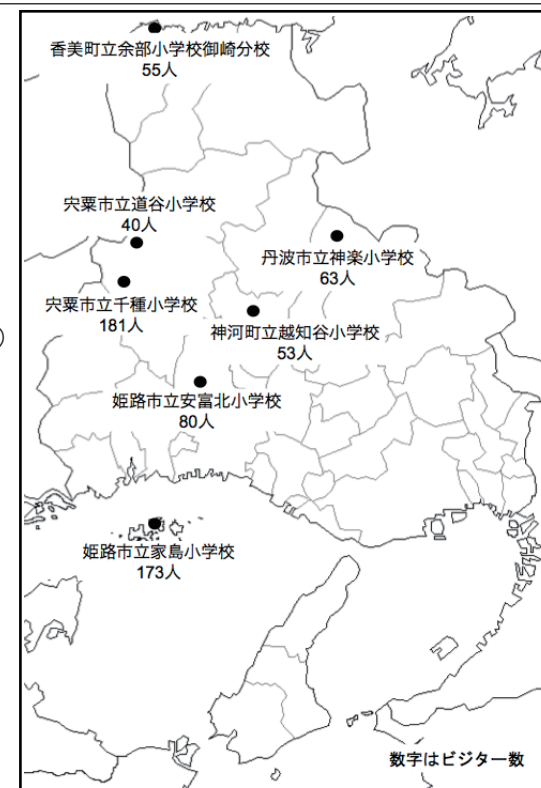 香美町立余部小学校御崎分校
55人
宍粟市立道谷小学校
40人
丹波市立神楽小学校
63人
宍粟市立千種小学校
181人
神河町立越知谷小学校
53人
姫路市立安富北小学校
80人
姫路市立家島小学校
173人
数字はビジター数